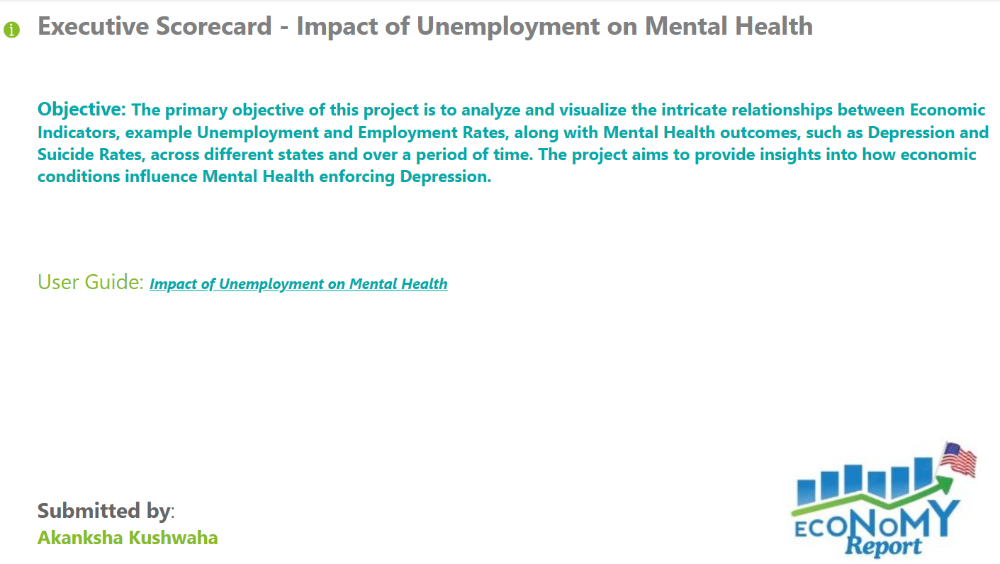 i
Executive Scorecard - Impact of Unemployment on Mental Health
Objective: The primary objective of this project is to analyze and visualize the intricate relationships between Economic
Indicators, example Unemployment and Employment Rates, along with Mental Health outcomes, such as Depression and
Suicide Rates, across different states and over a period of time. The project aims to provide insights into how economic
conditions influence Mental Health enforcing Depression.
User Guide: Impact of Unemployment on Mental Health
Submitted by:
Akanksha Kushwaha
ECONOMY
Report